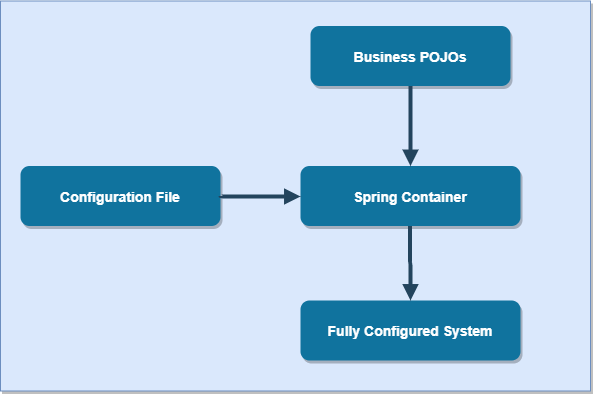 Business POJOs
Configuration File
Spring Container
Fully Configured System